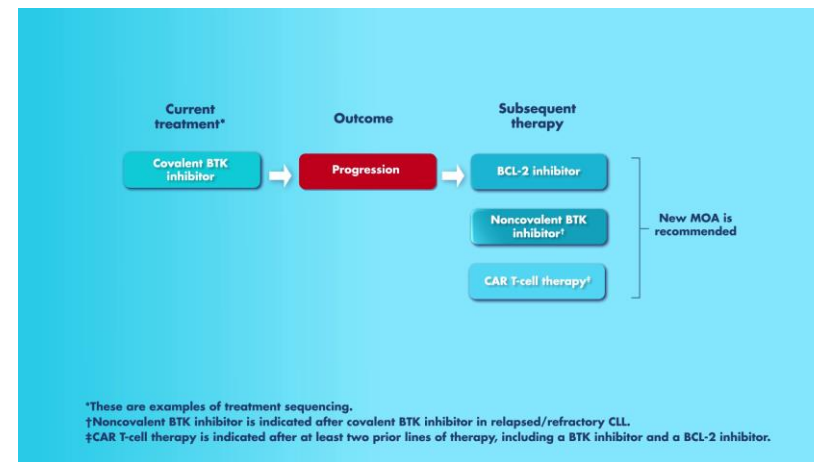 Current
treatment*
Outcome
Subsequent
therapy
Covalent BTK
inhibitor
Progression
BCL-2 inhibitor
Noncovalent BTK
inhibitor†
CAR T-cell therapy‡
New MOA is
recommended
*These are examples of treatment sequencing.
†Noncovalent BTK inhibitor is indicated after covalent BTK inhibitor in relapsed/refractory CLL.
‡CAR T-cell therapy is indicated after at least two prior lines of therapy, including a BTK inhibitor and a BCL-2 inhibitor.